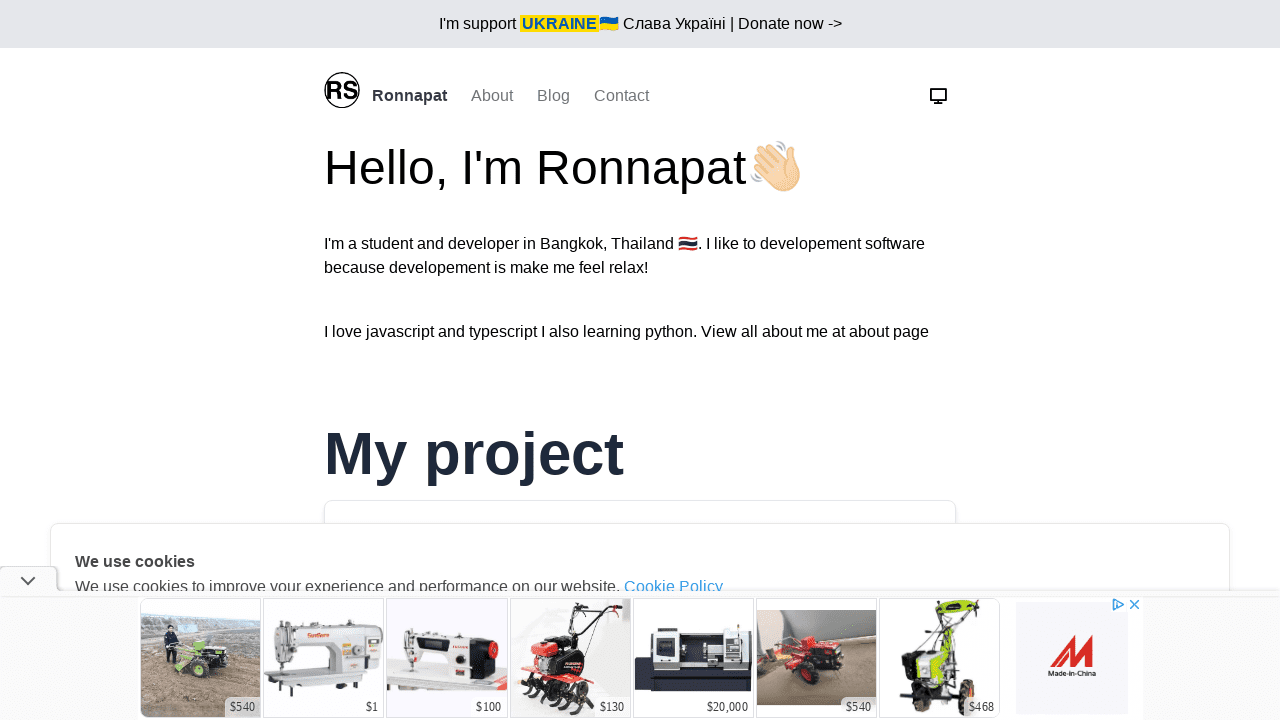 I'm support UKRAINE🇺🇦 Слава Україні | Donate now ->
RS Ronnapat About Blog Contact
Hello, I'm Ronnapat👋🏻
I'm a student and developer in Bangkok, Thailand 🇹🇭. I like to developement software
because developement is make me feel relax!
I love javascript and typescript I also learning python. View all about me at about page
My project
We use cookies
We use cookies to improve your experience and performance on our website. Cookie Policy
$540 $1 $100 $130 $20,000 $540 $468
Made-in-China